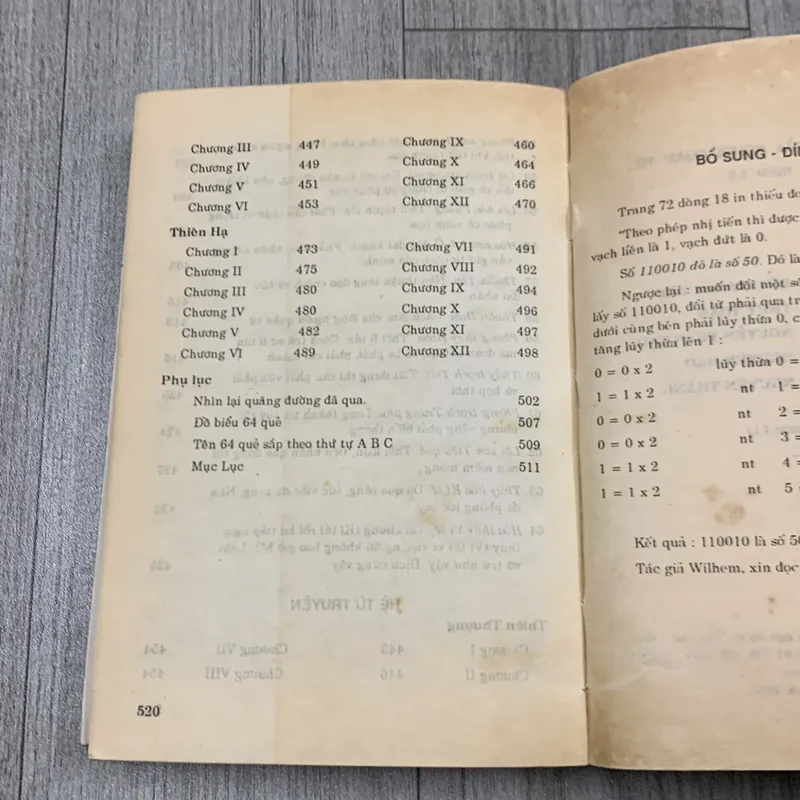 Chương III 447 Chương IX 460
Chương IV 449 Chương X 464
Chương V 451 Chương XI 466
Chương VI 453 Chương XII 470
Thiên Hạ
Chương I 473 Chương VII 491
Chương II 475 Chương VIII 492
Chương III 480 Chương IX 494
Chương IV 480 Chương X 496
Chương V 482 Chương XI 497
Chương VI 489 Chương XII 498
Phụ lục
Nhìn lại quãng đường đã qua. 502
Đồ biểu 64 quẻ 507
Tên 64 quẻ sắp theo thứ tự A B C 509
Mục Lục 511
520
BỔ SUNG -
Trang 72 dòng 18 in thiếu
"Theo phép nhị tiến thì được
vạch liền là 1, vạch đứt là 0.
Số 110010 đó là số 50. Đó là
Ngược lại : muốn đổi một
lấy số 110010, đổi từ phải qua
dưới cùng bên phải lũy thừa 0,
tăng lũy thừa lên 1 :
0 = 0 x 2 lũy thừa 0 =
1 = 1 x 2 nt 1 =
0 = 0 x 2 nt 2 =
0 = 0 x 2 nt 3 =
1 = 1 x 2 nt 4 =
1 = 1 x 2 nt 5 =
Kết quả : 110010 là số 50
Tác giả Wilhem, xin đọc